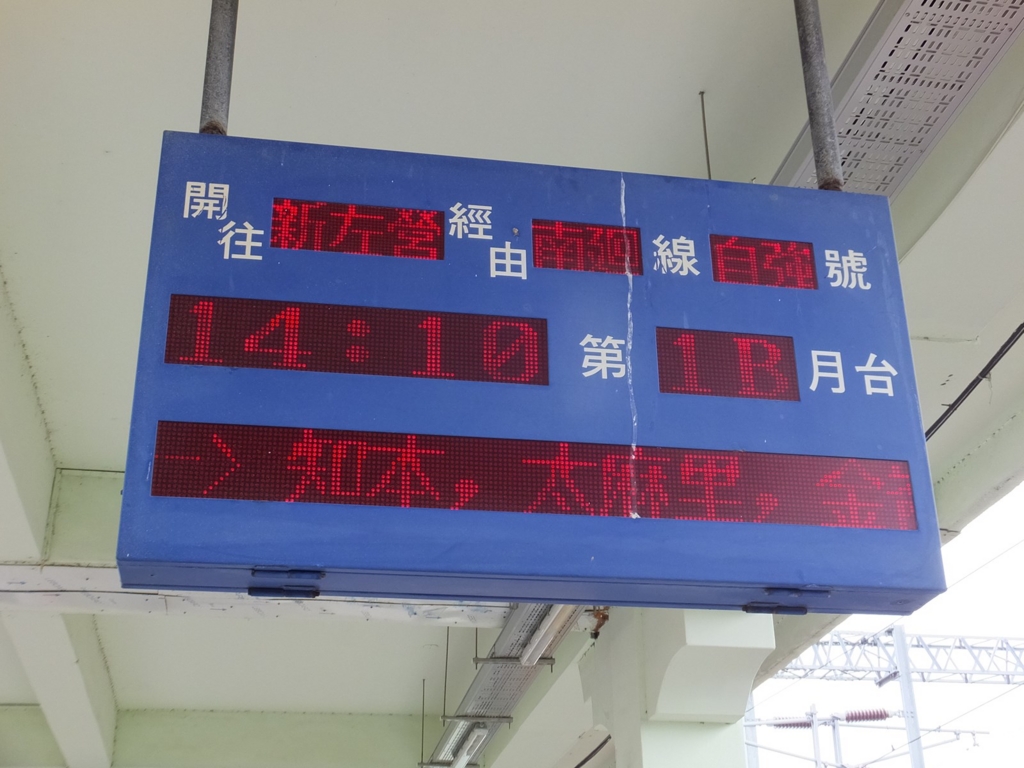 開往 新左營 經由 南迴 線 自強 號
14:10 第 1B 月台
-> 知本, 太麻里, 金